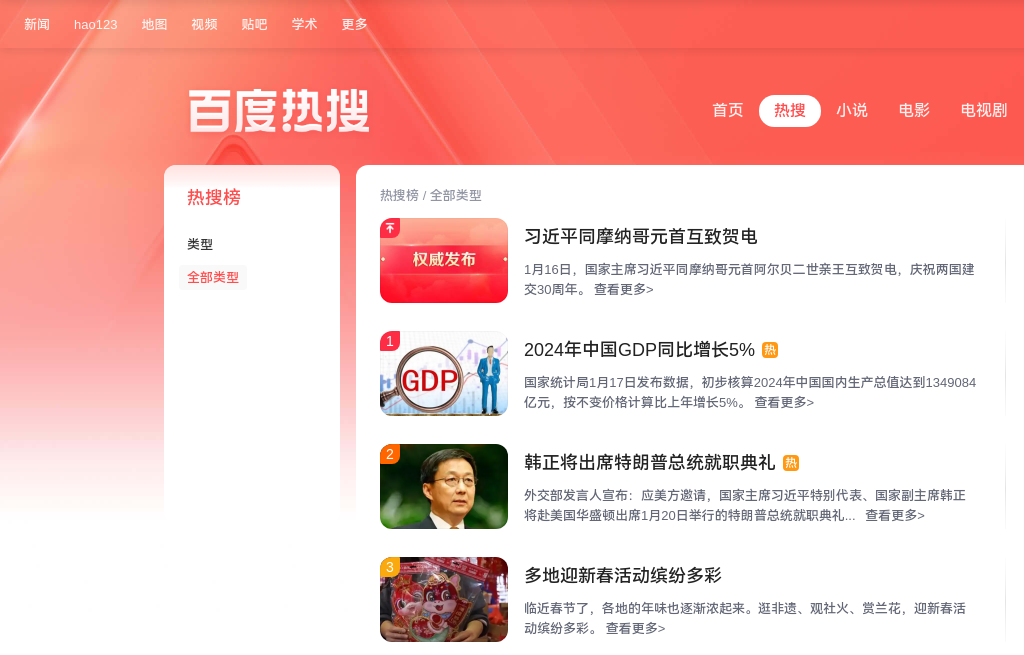 新闻 hao123 地图 视频 贴吧 学术 更多
百度热搜
首页 热搜 小说 电影 电视剧
热搜榜
类型
全部类型
热搜榜 / 全部类型
权威发布
习近平同摩纳哥元首互致贺电
1月16日，国家主席习近平同摩纳哥元首阿尔贝二世亲王互致贺电，庆祝两国建
交30周年。 查看更多>
1
GDP
2024年中国GDP同比增长5% 热
国家统计局1月17日发布数据，初步核算2024年中国国内生产总值达到1349084
亿元，按不变价格计算比上年增长5%。 查看更多>
2
韩正将出席特朗普总统就职典礼 热
外交部发言人宣布：应美方邀请，国家主席习近平特别代表、国家副主席韩正
将赴美国华盛顿出席1月20日举行的特朗普总统就职典礼... 查看更多>
3
多地迎新春活动缤纷多彩
临近春节了，各地的年味也逐渐浓起来。逛非遗、观社火、赏兰花，迎新春活
动缤纷多彩。 查看更多>